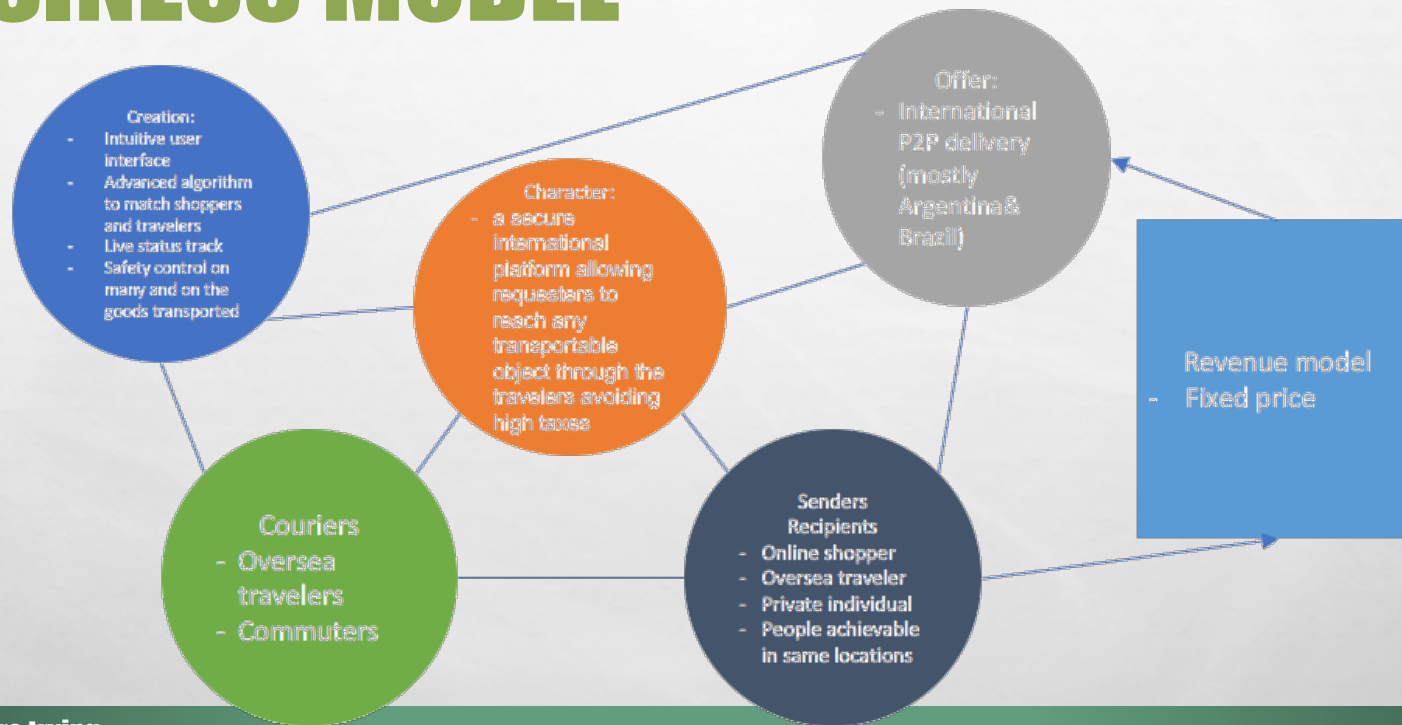 MODEL
Creation:
- Intuitive user
interface
- Advanced algorithm
to match shoppers
and travelers
- Live status track
- Safety control on
many and on the
goods transported
Character:
- a secure
international
platform allowing
requesters to
reach any
transportable
object through the
travelers avoiding
high taxes
Offer:
- International
P2P delivery
(mostly
Argentina&
Brazil)
Revenue model
- Fixed price
Couriers
- Oversea
travelers
- Commuters
Senders
Recipients
- Online shopper
- Oversea traveler
- Private individual
- People achievable
in same locations